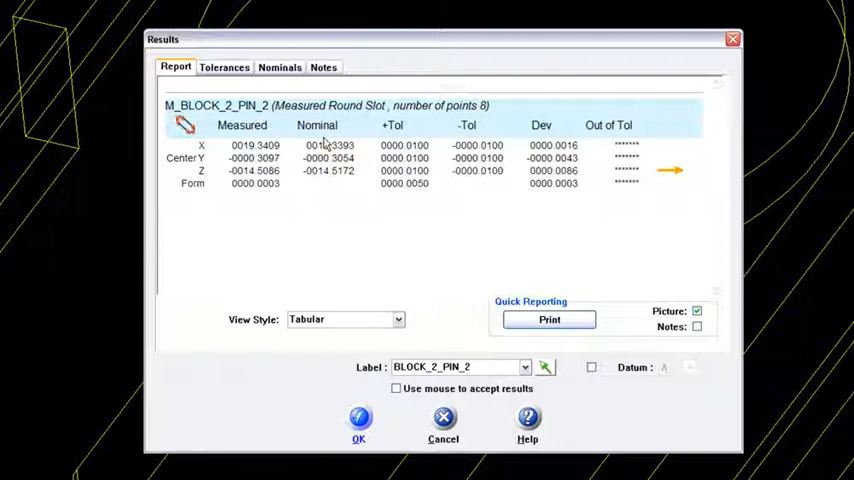 Results
Report Tolerances Nominals Notes
M_BLOCK_2_PIN_2 (Measured Round Slot , number of points 8)
Measured Nominal +Tol -Tol Dev Out of Tol
X 0019.3409 0000.0100 -0000.0100 0000.0016 *******
Center Y -0000.3097 -0000.3054 0000.0100 -0000.0100 -0000.0043 *******
Z -0014.5086 -0014.5172 0000.0100 -0000.0100 0000.0086 *******
Form 0000.0003 0000.0050 0000.0003 *******
Quick Reporting
View Style: Tabular Print Picture:
Notes:
Label : BLOCK_2_PIN_2 Datum : A
Use mouse to accept results
OK Cancel Help